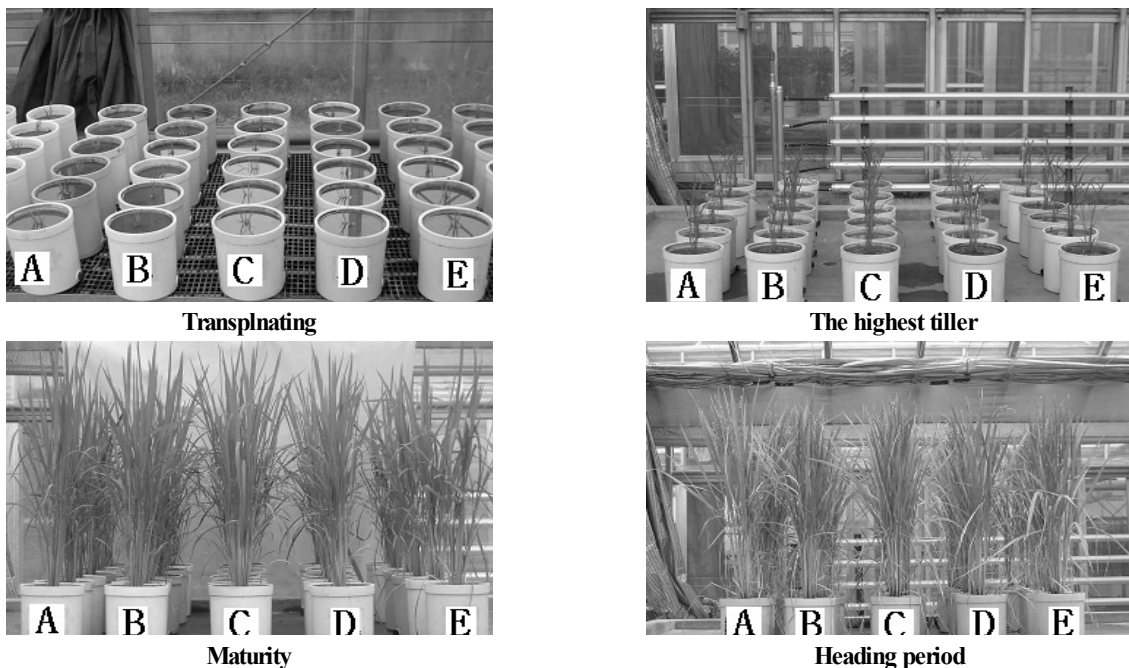 A B C D E
Transplnating
A B C D E
The highest tiller
A B C D E
Maturity
A B C D E
Heading period